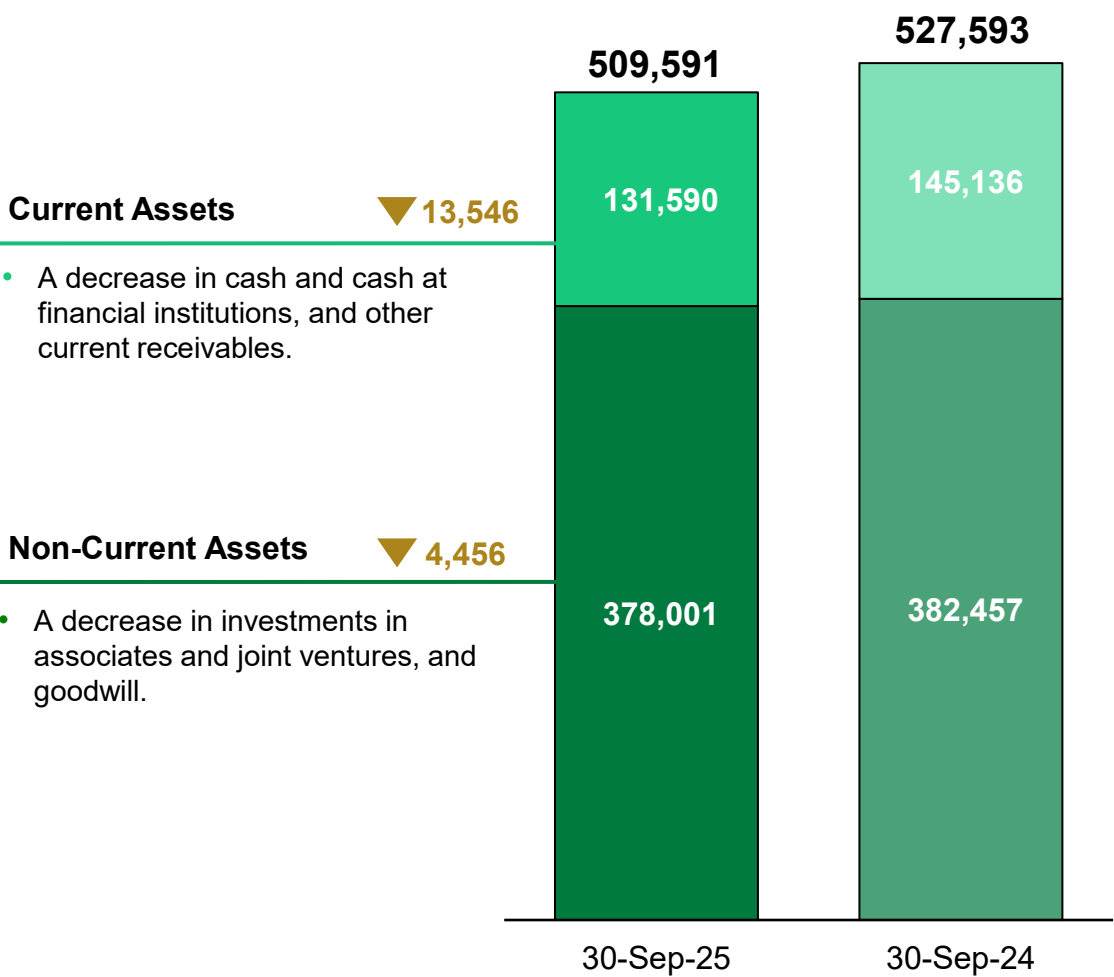 527,593
509,591
131,590
145,136
Current Assets ▼ 13,546
• A decrease in cash and cash at
financial institutions, and other
current receivables.
Non-Current Assets ▼ 4,456
378,001
382,457
• A decrease in investments in
associates and joint ventures, and
goodwill.
30-Sep-25
30-Sep-24